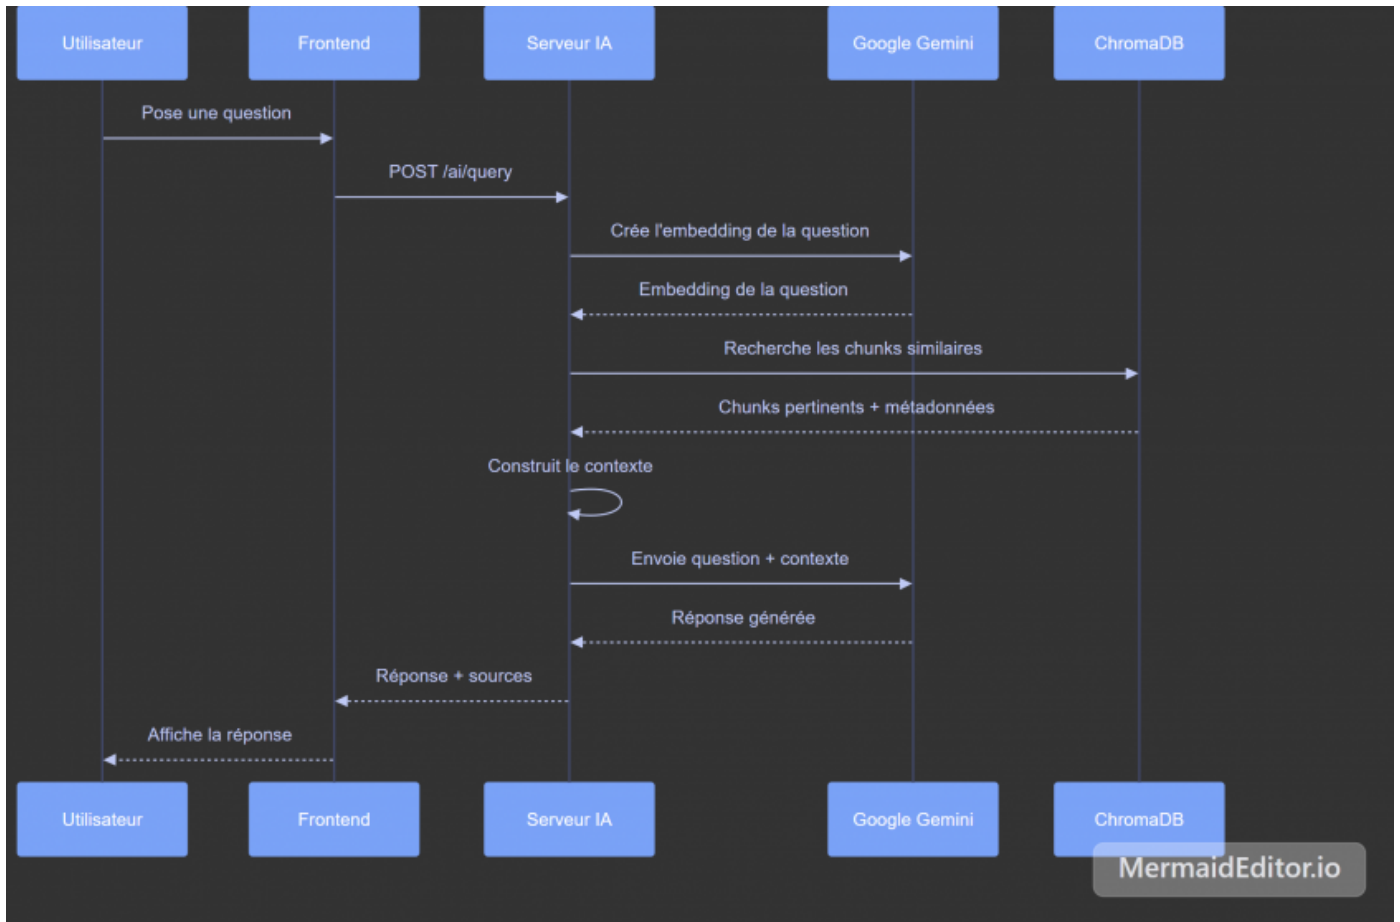 Utilisateur
Frontend
Serveur IA
Google Gemini
ChromaDB
Pose une question
POST /ai/query
Crée l'embedding de la question
Embedding de la question
Recherche les chunks similaires
Chunks pertinents + métadonnées
Construit le contexte
Envoie question + contexte
Réponse générée
Réponse + sources
Affiche la réponse
Utilisateur
Frontend
Serveur IA
Google Gemini
ChromaDB
MermaidEditor.io